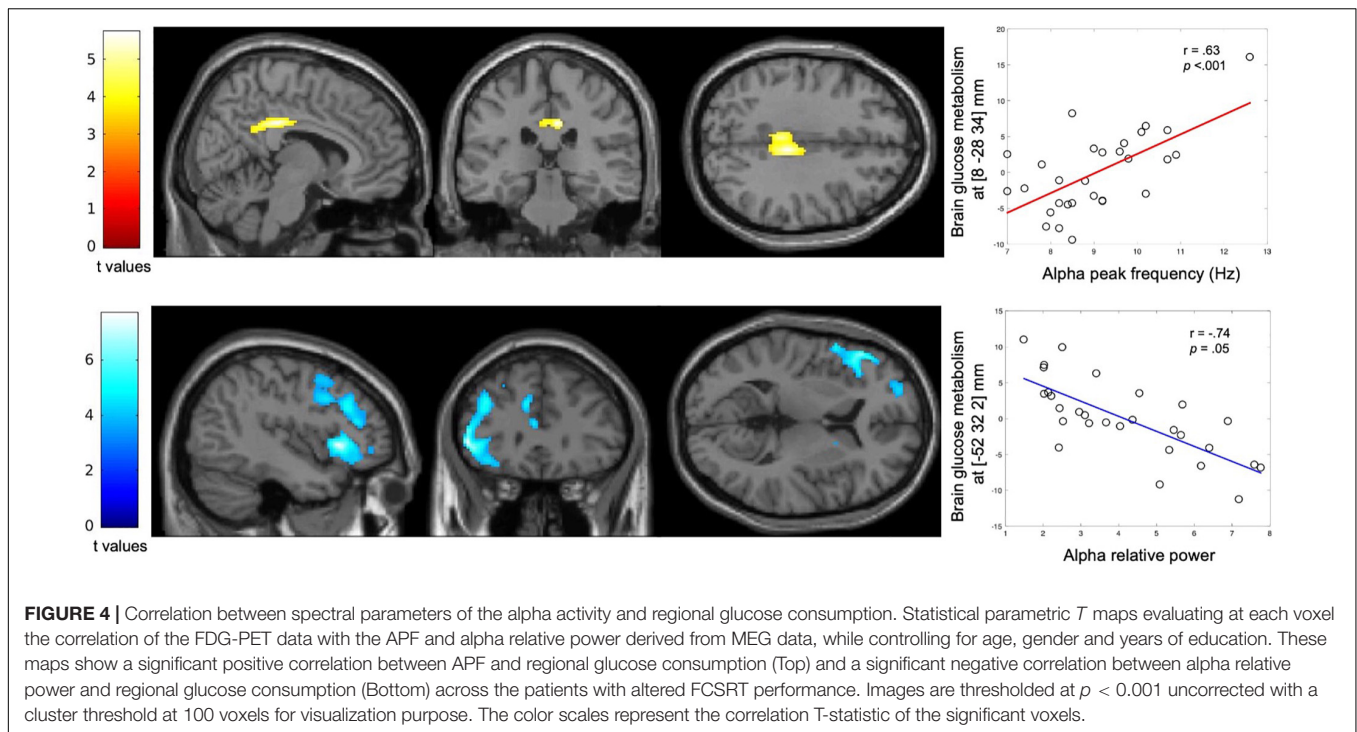 5
4
3
2
1
0
t values
Brain glucose metabolism
at [8 -28 34] mm
r = .63
p <.001
20
15
10
5
0
-5
-10
7
8
9
10
11
12
13
Alpha peak frequency (Hz)
6
4
2
0
t values
Brain glucose metabolism
at [-52 32 2] mm
r = -.74
p = .05
15
10
5
0
-5
-10
-15
1
2
3
4
5
6
7
8
Alpha relative power
FIGURE 4 | Correlation between spectral parameters of the alpha activity and regional glucose consumption. Statistical parametric T maps evaluating at each voxel
the correlation of the FDG-PET data with the APF and alpha relative power derived from MEG data, while controlling for age, gender and years of education. These
maps show a significant positive correlation between APF and regional glucose consumption (Top) and a significant negative correlation between alpha relative
power and regional glucose consumption (Bottom) across the patients with altered FCSRT performance. Images are thresholded at p < 0.001 uncorrected with a
cluster threshold at 100 voxels for visualization purpose. The color scales represent the correlation T-statistic of the significant voxels.